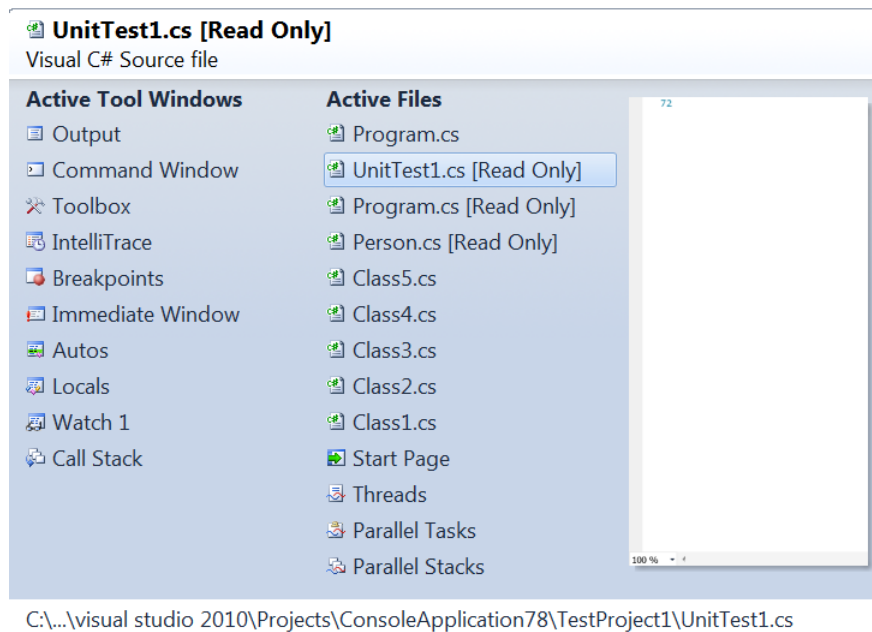 UnitTest1.cs [Read Only]
Visual C# Source file
Active Tool Windows
Output
Command Window
Toolbox
IntelliTrace
Breakpoints
Immediate Window
Autos
Locals
Watch 1
Call Stack
Active Files
Program.cs
UnitTest1.cs [Read Only]
Program.cs [Read Only]
Person.cs [Read Only]
Class5.cs
Class4.cs
Class3.cs
Class2.cs
Class1.cs
Start Page
Threads
Parallel Tasks
Parallel Stacks
72
100 %
C:\...\visual studio 2010\Projects\ConsoleApplication78\TestProject1\UnitTest1.cs